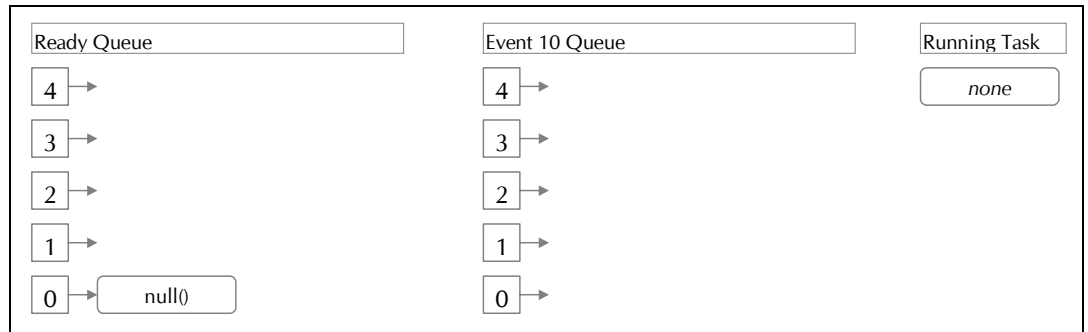 Ready Queue Event 10 Queue Running Task
4 4 none
3 3
2 2
1 1
0 null() 0